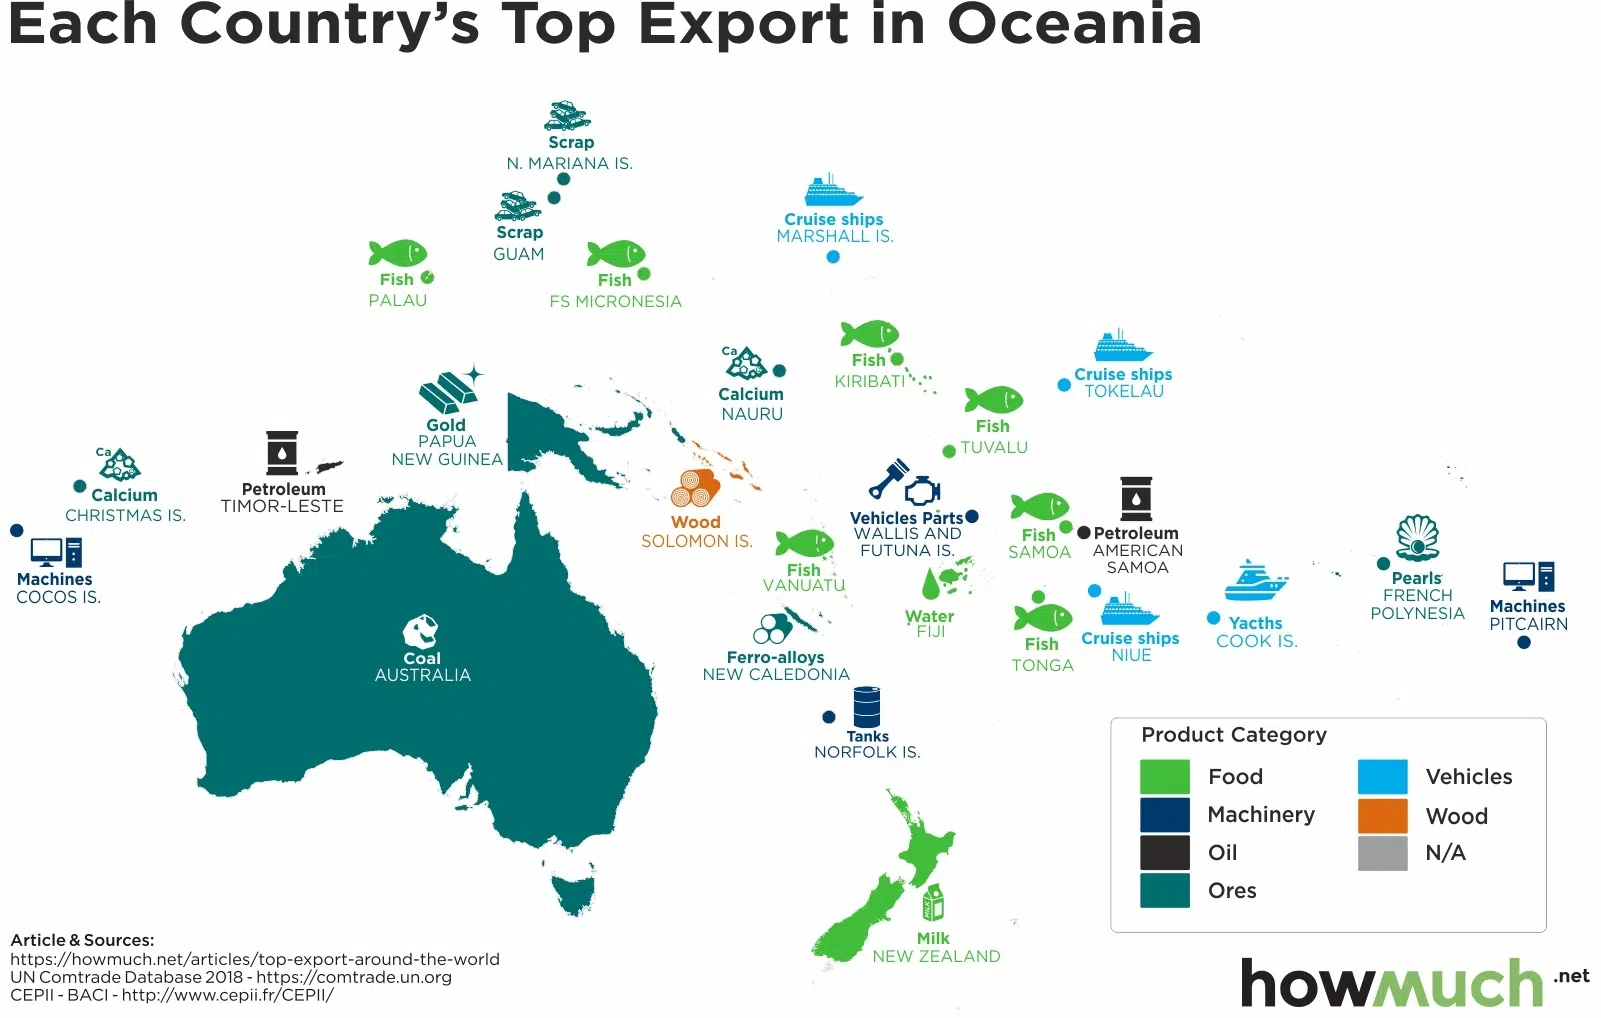 Each Country's Top Export in Oceania
Scrap
N. MARIANA IS.
Scrap
GUAM
Cruise ships
MARSHALL IS.
Fish
PALAU
Fish
FS MICRONESIA
Ca
Calcium
NAURU
Fish
KIRIBATI
Cruise ships
TOKELAU
Fish
TUVALU
Gold
PAPUA
NEW GUINEA
Ca
Calcium
CHRISTMAS IS.
Petroleum
TIMOR-LESTE
Machines
COCOS IS.
Wood
SOLOMON IS.
Vehicles Parts
WALLIS AND
FUTUNA IS.
Fish
SAMOA
Petroleum
AMERICAN
SAMOA
Fish
VANUATU
Water
FIJI
Fish
TONGA
Cruise ships
NIUE
Yacths
COOK IS.
Pearls
FRENCH
POLYNESIA
Machines
PITCAIRN
Coal
AUSTRALIA
Ferro-alloys
NEW CALEDONIA
Tanks
NORFOLK IS.
MILK
Milk
NEW ZEALAND
Product Category
Food
Machinery
Oil
Ores
Vehicles
Wood
N/A
Article & Sources:
https://howmuch.net/articles/top-export-around-the-world
UN Comtrade Database 2018 - https://comtrade.un.org
CEPII - BACI - http://www.cepii.fr/CEPII/
howmuch.net